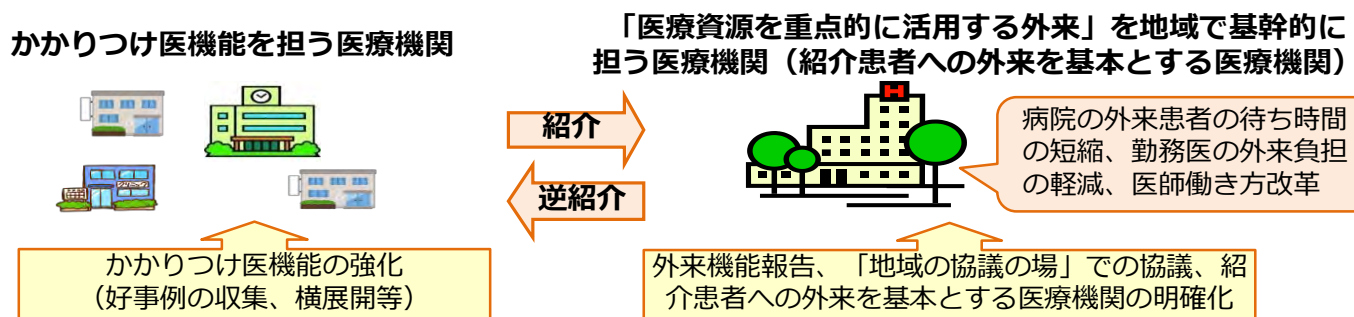 かかりつけ医機能を担う医療機関
「医療資源を重点的に活用する外来」を地域で基幹的に
担う医療機関（紹介患者への外来を基本とする医療機関）
紹介
逆紹介
H
病院の外来患者の待ち時間
の短縮、勤務医の外来負担
の軽減、医師働き方改革
かかりつけ医機能の強化
（好事例の収集、横展開等）
外来機能報告、「地域の協議の場」での協議、紹
介患者への外来を基本とする医療機関の明確化